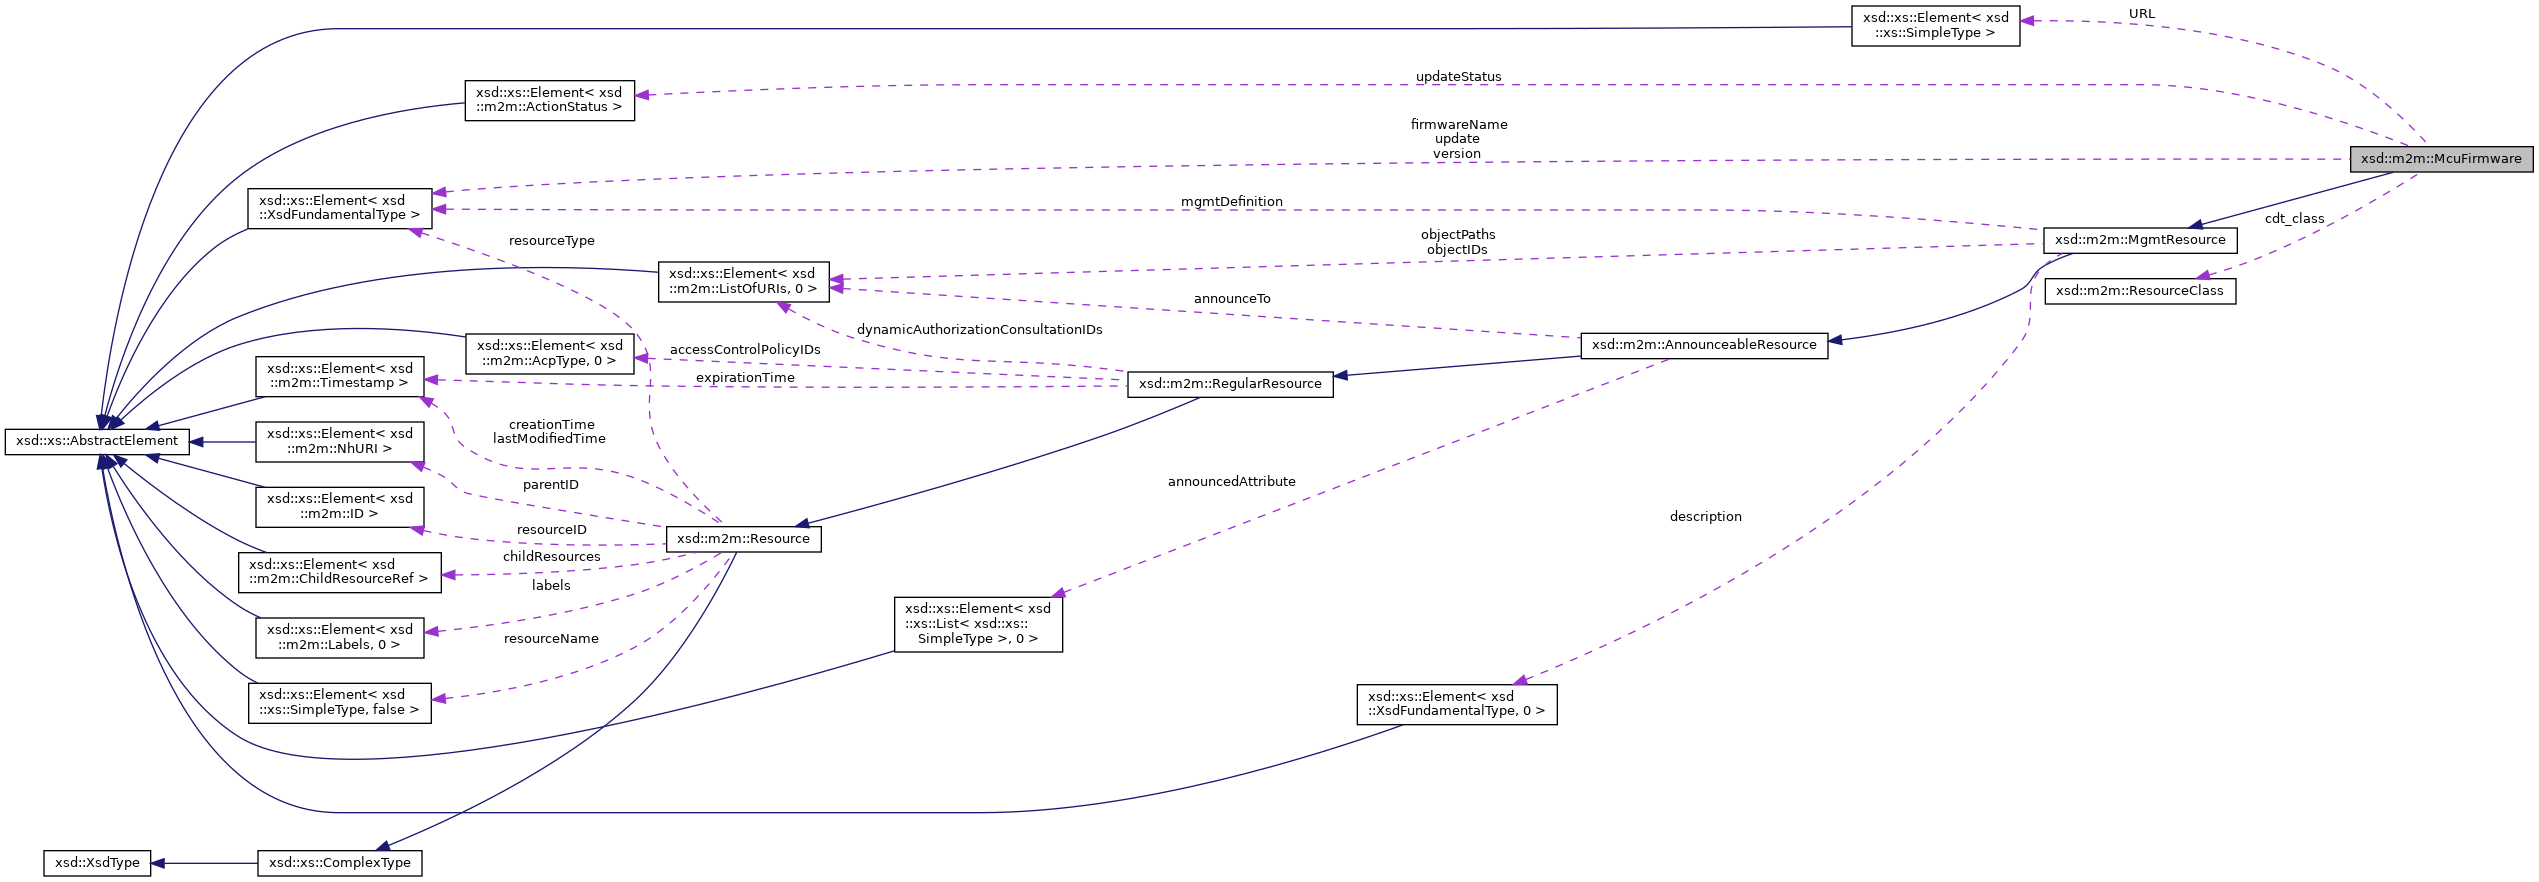 xsd::xs::Element< xsd
::xs::SimpleType >
URL
updateStatus
xsd::xs::Element< xsd
::m2m::ActionStatus >
firmwareName
update
version
xsd::m2m::McuFirmware
xsd::xs::Element< xsd
::XsdFundamentalType >
mgmtDefinition
cdt_class
resourceType
objectPaths
objectIDs
xsd::m2m::MgmtResource
xsd::xs::Element< xsd
::m2m::ListOfURIs, 0 >
xsd::m2m::ResourceClass
announceTo
dynamicAuthorizationConsultationIDs
xsd::xs::Element< xsd
::m2m::AcpType, 0 >
accessControlPolicyIDs
xsd::m2m::AnnounceableResource
xsd::xs::Element< xsd
::m2m::Timestamp >
expirationTime
xsd::m2m::RegularResource
creationTime
lastModifiedTime
xsd::xs::AbstractElement
xsd::xs::Element< xsd
::m2m::NhURI >
parentID
announcedAttribute
xsd::xs::Element< xsd
::m2m::ID >
description
resourceID
xsd::m2m::Resource
childResources
xsd::xs::Element< xsd
::m2m::ChildResourceRef >
labels
xsd::xs::Element< xsd
::xs::List< xsd::xs::
SimpleType >, 0 >
xsd::xs::Element< xsd
::m2m::Labels, 0 >
resourceName
xsd::xs::Element< xsd
::xs::SimpleType, false >
xsd::xs::Element< xsd
::XsdFundamentalType, 0 >
xsd::XsdType
xsd::xs::ComplexType